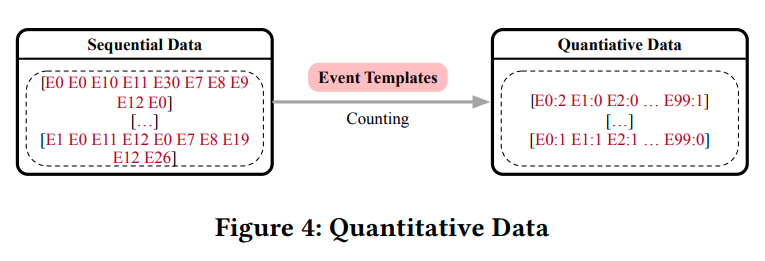 Sequential Data
[E0 E0 E10 E11 E30 E7 E8 E9
E12 E0]
[...]
[E1 E0 E11 E12 E0 E7 E8 E19
E12 E26]
Event Templates
Counting
Quantiative Data
[E0:2 E1:0 E2:0 ... E99:1]
[...]
[E0:1 E1:1 E2:1 ... E99:0]
Figure 4: Quantitative Data